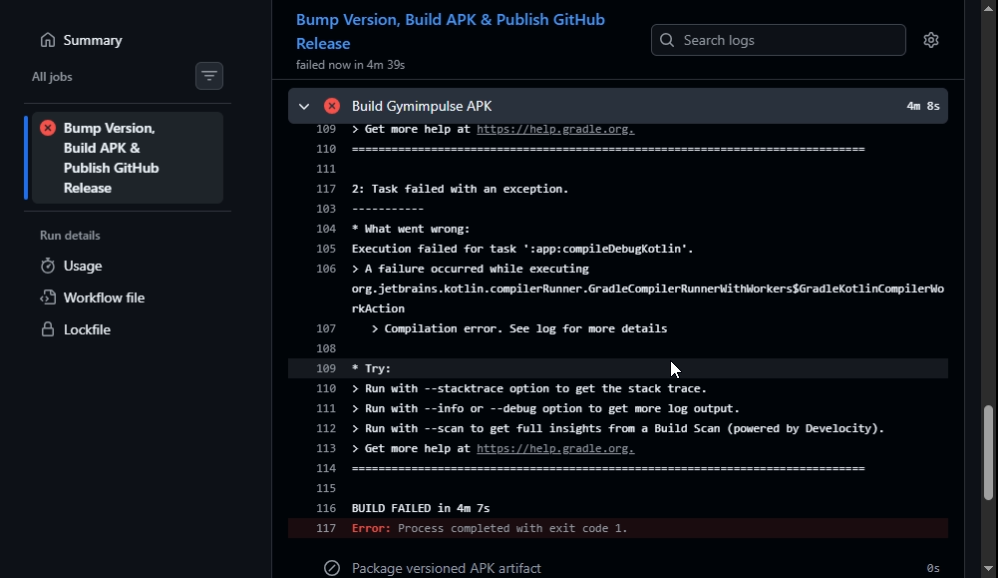 Summary
All jobs
Bump Version,
Build APK &
Publish GitHub
Release
Run details
Usage
Workflow file
Lockfile
Bump Version, Build APK & Publish GitHub
Release
failed now in 4m 39s
Search logs
Build Gymimpulse APK 4m 8s
109 > Get more help at https://help.gradle.org.
110 ==============================================================================
111
117 2: Task failed with an exception.
103 -----------
104 * What went wrong:
105 Execution failed for task ':app:compileDebugKotlin'.
106 > A failure occurred while executing
org.jetbrains.kotlin.compilerRunner.GradleCompilerRunnerWithWorkers$GradleKotlinCompilerWo
rkAction
107 > Compilation error. See log for more details
108
109 * Try:
110 > Run with --stacktrace option to get the stack trace.
111 > Run with --info or --debug option to get more log output.
112 > Run with --scan to get full insights from a Build Scan (powered by Develocity).
113 > Get more help at https://help.gradle.org.
114 ==============================================================================
115
116 BUILD FAILED in 4m 7s
117 Error: Process completed with exit code 1.
Package versioned APK artifact 0s